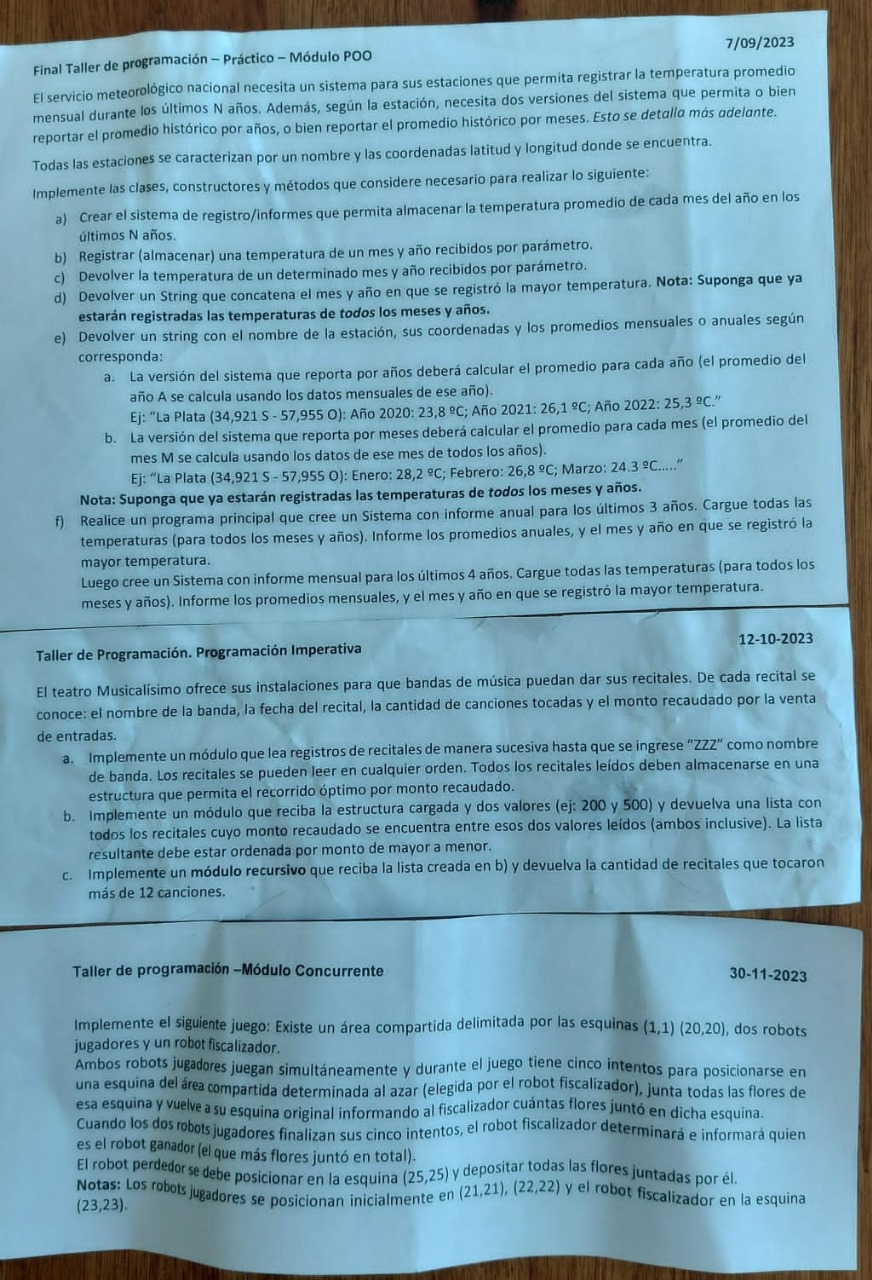 Final Taller de programación – Práctico – Módulo POO 7/09/2023
El servicio meteorológico nacional necesita un sistema para sus estaciones que permita registrar la temperatura promedio
mensual durante los últimos N años. Además, según la estación, necesita dos versiones del sistema que permita o bien
reportar el promedio histórico por años, o bien reportar el promedio histórico por meses. Esto se detalla más adelante.
Todas las estaciones se caracterizan por un nombre y las coordenadas latitud y longitud donde se encuentra.
Implemente las clases, constructores y métodos que considere necesario para realizar lo siguiente:
a) Crear el sistema de registro/informes que permita almacenar la temperatura promedio de cada mes del año en los
últimos N años.
b) Registrar (almacenar) una temperatura de un mes y año recibidos por parámetro.
c) Devolver la temperatura de un determinado mes y año recibidos por parámetro.
d) Devolver un String que concatena el mes y año en que se registró la mayor temperatura. Nota: Suponga que ya
estarán registradas las temperaturas de todos los meses y años.
e) Devolver un string con el nombre de la estación, sus coordenadas y los promedios mensuales o anuales según
corresponda:
a. La versión del sistema que reporta por años deberá calcular el promedio para cada año (el promedio del
año A se calcula usando los datos mensuales de ese año).
Ej: “La Plata (34,921 S - 57,955 O): Año 2020: 23,8 ºC; Año 2021: 26,1 ºC; Año 2022: 25,3 ºC.”
b. La versión del sistema que reporta por meses deberá calcular el promedio para cada mes (el promedio del
mes M se calcula usando los datos de ese mes de todos los años).
Ej: “La Plata (34,921 S - 57,955 O): Enero: 28,2 ºC; Febrero: 26,8 ºC; Marzo: 24.3 ºC.....”
Nota: Suponga que ya estarán registradas las temperaturas de todos los meses y años.
f) Realice un programa principal que cree un Sistema con informe anual para los últimos 3 años. Cargue todas las
temperaturas (para todos los meses y años). Informe los promedios anuales, y el mes y año en que se registró la
mayor temperatura.
Luego cree un Sistema con informe mensual para los últimos 4 años. Cargue todas las temperaturas (para todos los
meses y años). Informe los promedios mensuales, y el mes y año en que se registró la mayor temperatura.
Taller de Programación. Programación Imperativa 12-10-2023
El teatro Musicalísimo ofrece sus instalaciones para que bandas de música puedan dar sus recitales. De cada recital se
conoce: el nombre de la banda, la fecha del recital, la cantidad de canciones tocadas y el monto recaudado por la venta
de entradas.
a. Implemente un módulo que lea registros de recitales de manera sucesiva hasta que se ingrese “ZZZ” como nombre
de banda. Los recitales se pueden leer en cualquier orden. Todos los recitales leídos deben almacenarse en una
estructura que permita el recorrido óptimo por monto recaudado.
b. Implemente un módulo que reciba la estructura cargada y dos valores (ej: 200 y 500) y devuelva una lista con
todos los recitales cuyo monto recaudado se encuentra entre esos dos valores leídos (ambos inclusive). La lista
resultante debe estar ordenada por monto de mayor a menor.
c. Implemente un módulo recursivo que reciba la lista creada en b) y devuelva la cantidad de recitales que tocaron
más de 12 canciones.
Taller de programación –Módulo Concurrente 30-11-2023
Implemente el siguiente juego: Existe un área compartida delimitada por las esquinas (1,1) (20,20), dos robots
jugadores y un robot fiscalizador.
Ambos robots jugadores juegan simultáneamente y durante el juego tiene cinco intentos para posicionarse en
una esquina del área compartida determinada al azar (elegida por el robot fiscalizador), junta todas las flores de
esa esquina y vuelve a su esquina original informando al fiscalizador cuántas flores juntó en dicha esquina.
Cuando los dos robots jugadores finalizan sus cinco intentos, el robot fiscalizador determinará e informará quien
es el robot ganador (el que más flores juntó en total).
El robot perdedor se debe posicionar en la esquina (25,25) y depositar todas las flores juntadas por él.
Notas: Los robots jugadores se posicionan inicialmente en (21,21), (22,22) y el robot fiscalizador en la esquina
(23,23).